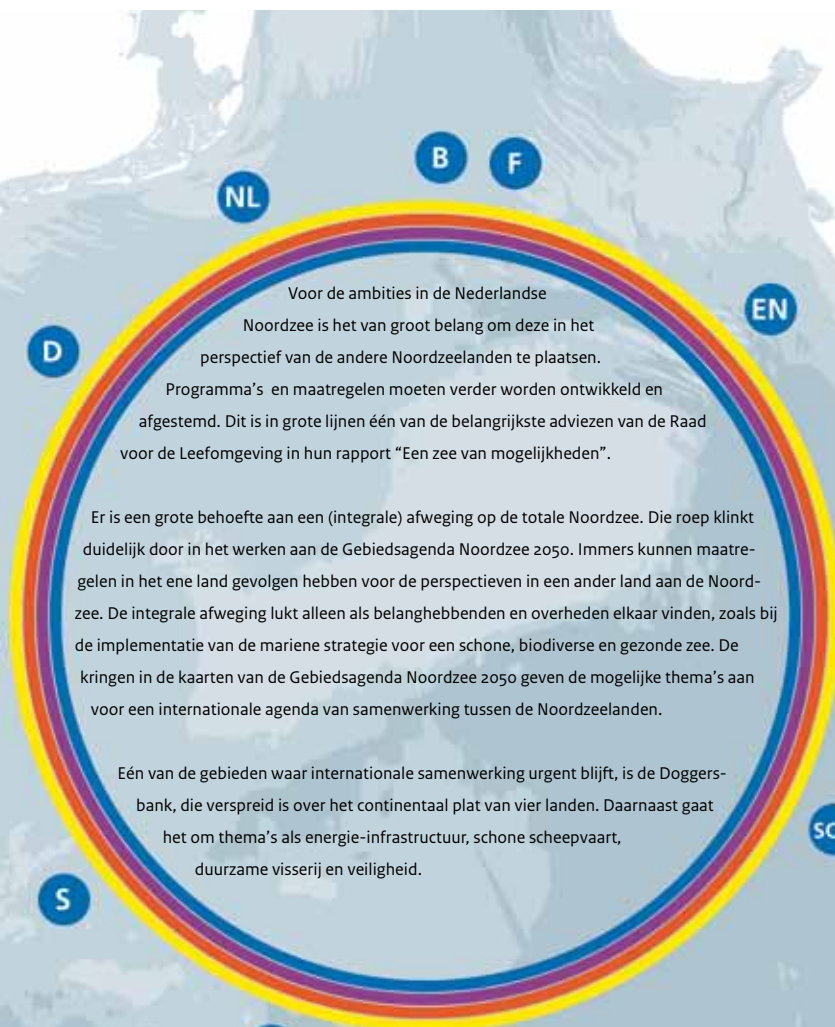 B
F
NL
EN
D
Voor de ambities in de Nederlandse
Noordzee is het van groot belang om deze in het
perspectief van de andere Noordzeelanden te plaatsen.
Programma's en maatregelen moeten verder worden ontwikkeld en
afgestemd. Dit is in grote lijnen één van de belangrijkste adviezen van de Raad
voor de Leefomgeving in hun rapport “Een zee van mogelijkheden”.
Er is een grote behoefte aan een (integrale) afweging op de totale Noordzee. Die roep klinkt
duidelijk door in het werken aan de Gebiedsagenda Noordzee 2050. Immers kunnen maatre-
gelen in het ene land gevolgen hebben voor de perspectieven in een ander land aan de Noord-
zee. De integrale afweging lukt alleen als belanghebbenden en overheden elkaar vinden, zoals bij
de implementatie van de mariene strategie voor een schone, biodiverse en gezonde zee. De
kringen in de kaarten van de Gebiedsagenda Noordzee 2050 geven de mogelijke thema's aan
voor een internationale agenda van samenwerking tussen de Noordzeelanden.
Eén van de gebieden waar internationale samenwerking urgent blijft, is de Doggers-
bank, die verspreid is over het continentaal plat van vier landen. Daarnaast gaat
het om thema's als energie-infrastructuur, schone scheepvaart,
duurzame visserij en veiligheid.
SC
S